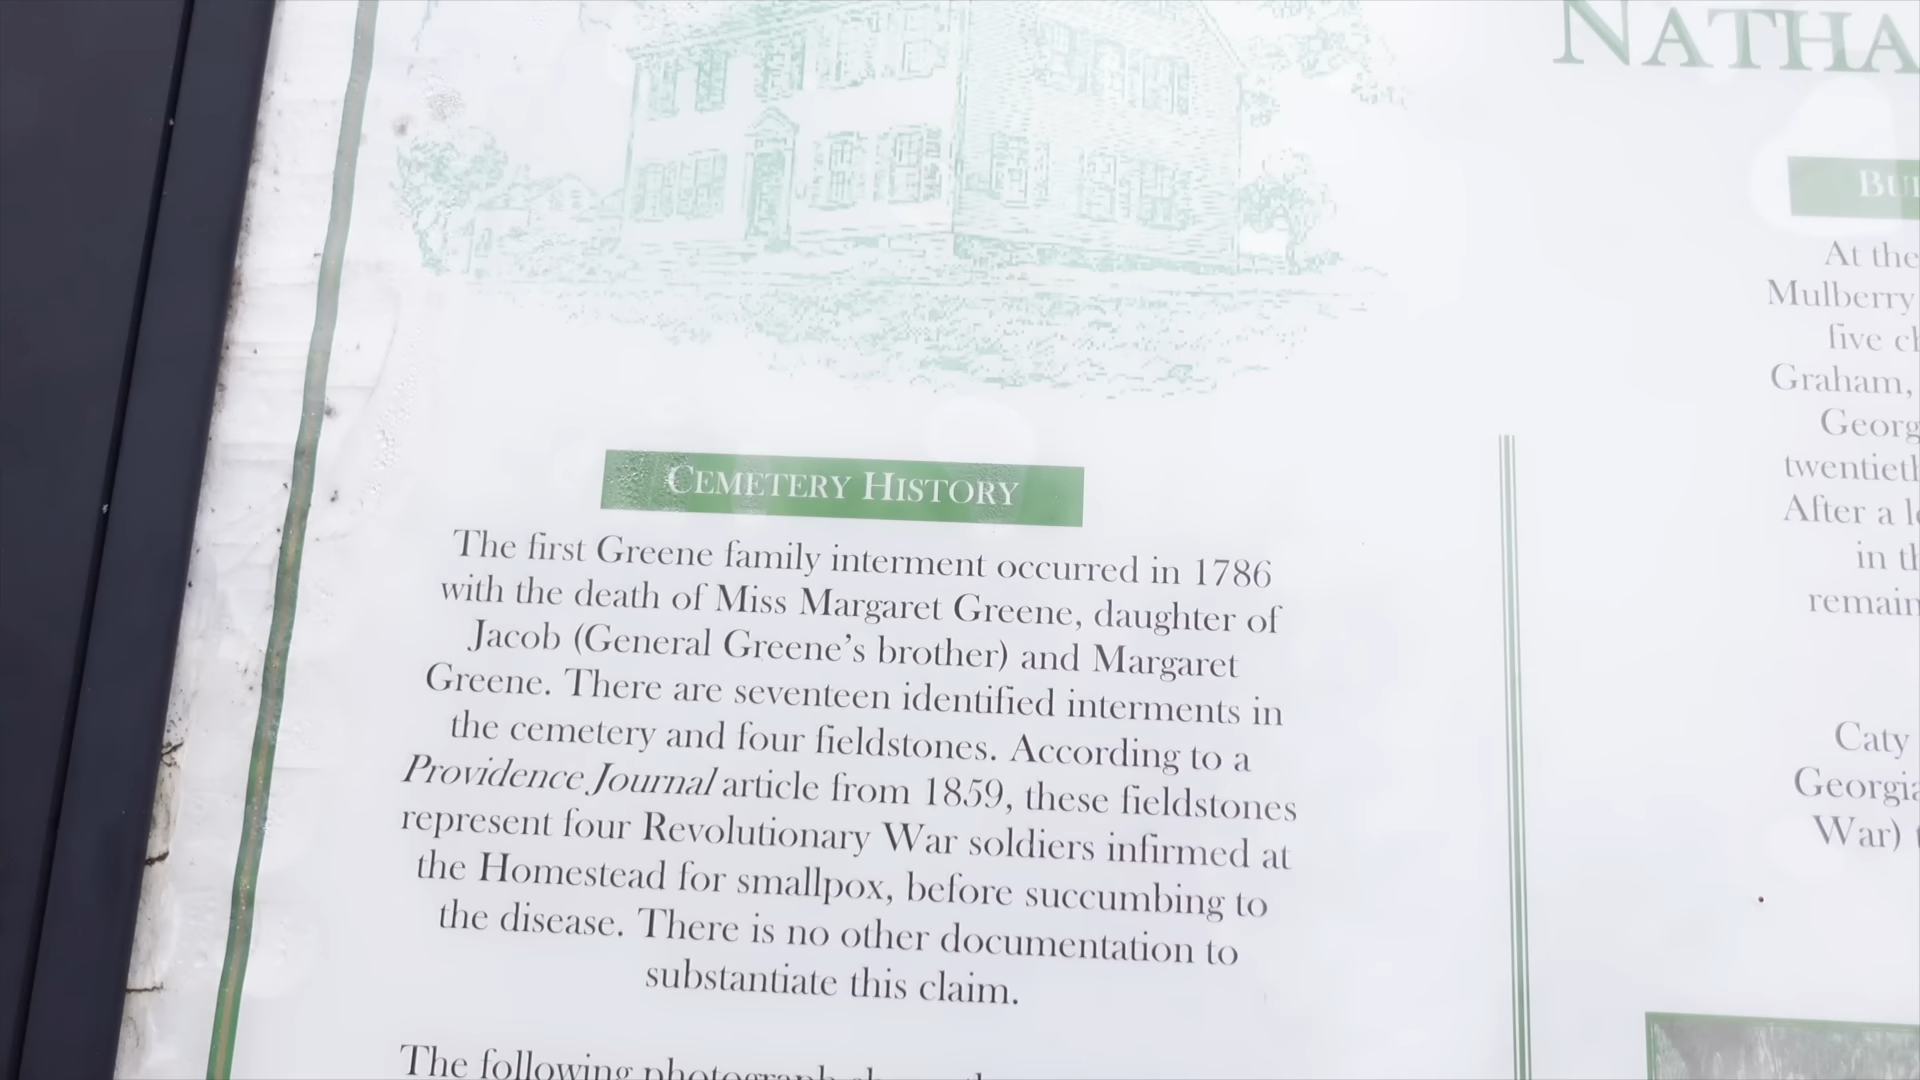 NATHA
CEMETERY HISTORY
The first Greene family interment occurred in 1786
with the death of Miss Margaret Greene, daughter of
Jacob (General Greene's brother) and Margaret
Greene. There are seventeen identified interments in
the cemetery and four fieldstones. According to a
Providence Journal article from 1859, these fieldstones
represent four Revolutionary War soldiers infirmed at
the Homestead for smallpox, before succumbing to
the disease. There is no other documentation to
substantiate this claim.
The following photograph
BU
At the
Mulberry
five ch
Graham,
Georg
twentieth
After a l
in th
remain
Caty
Georgia
War)